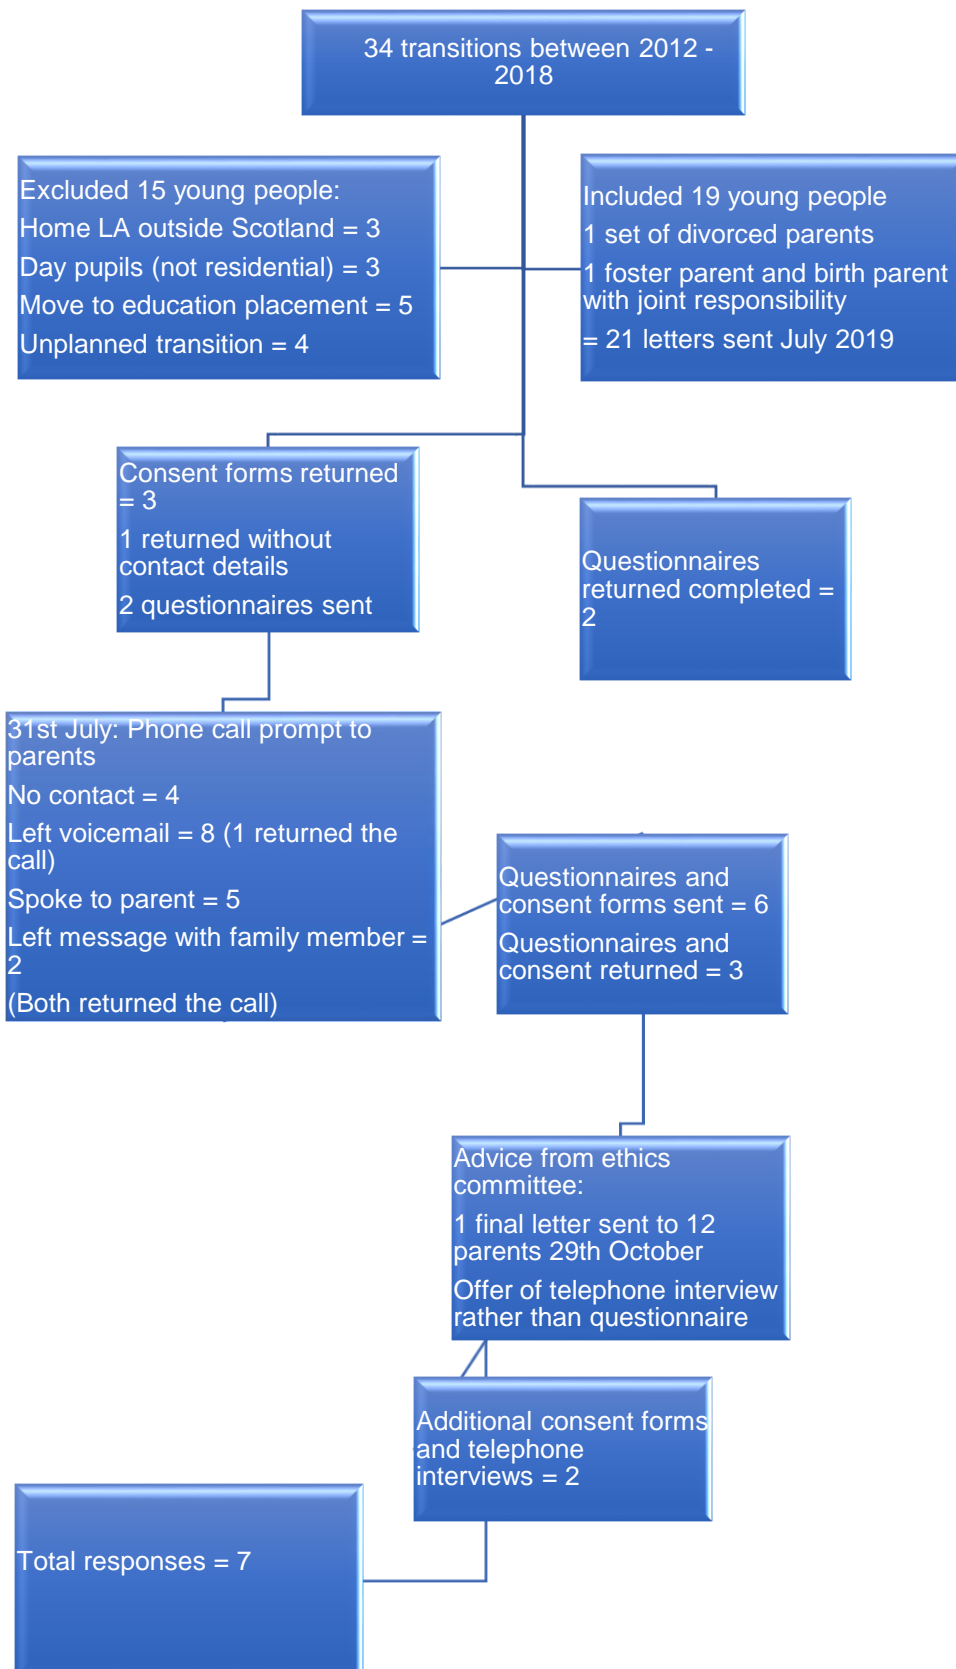 34 transitions between 2012 -
2018
Excluded 15 young people:
Home LA outside Scotland = 3
Day pupils (not residential) = 3
Move to education placement = 5
Unplanned transition = 4
Included 19 young people
1 set of divorced parents
1 foster parent and birth parent
with joint responsibility
= 21 letters sent July 2019
Consent forms returned
= 3
1 returned without
contact details
2 questionnaires sent
Questionnaires
returned completed =
2
31st July: Phone call prompt to
parents
No contact = 4
Left voicemail = 8 (1 returned the
call)
Spoke to parent = 5
Left message with family member =
2
(Both returned the call)
Questionnaires and
consent forms sent = 6
Questionnaires and
consent returned = 3
Advice from ethics
committee:
1 final letter sent to 12
parents 29th October
Offer of telephone interview
rather than questionnaire
Additional consent forms
and telephone
interviews = 2
Total responses = 7